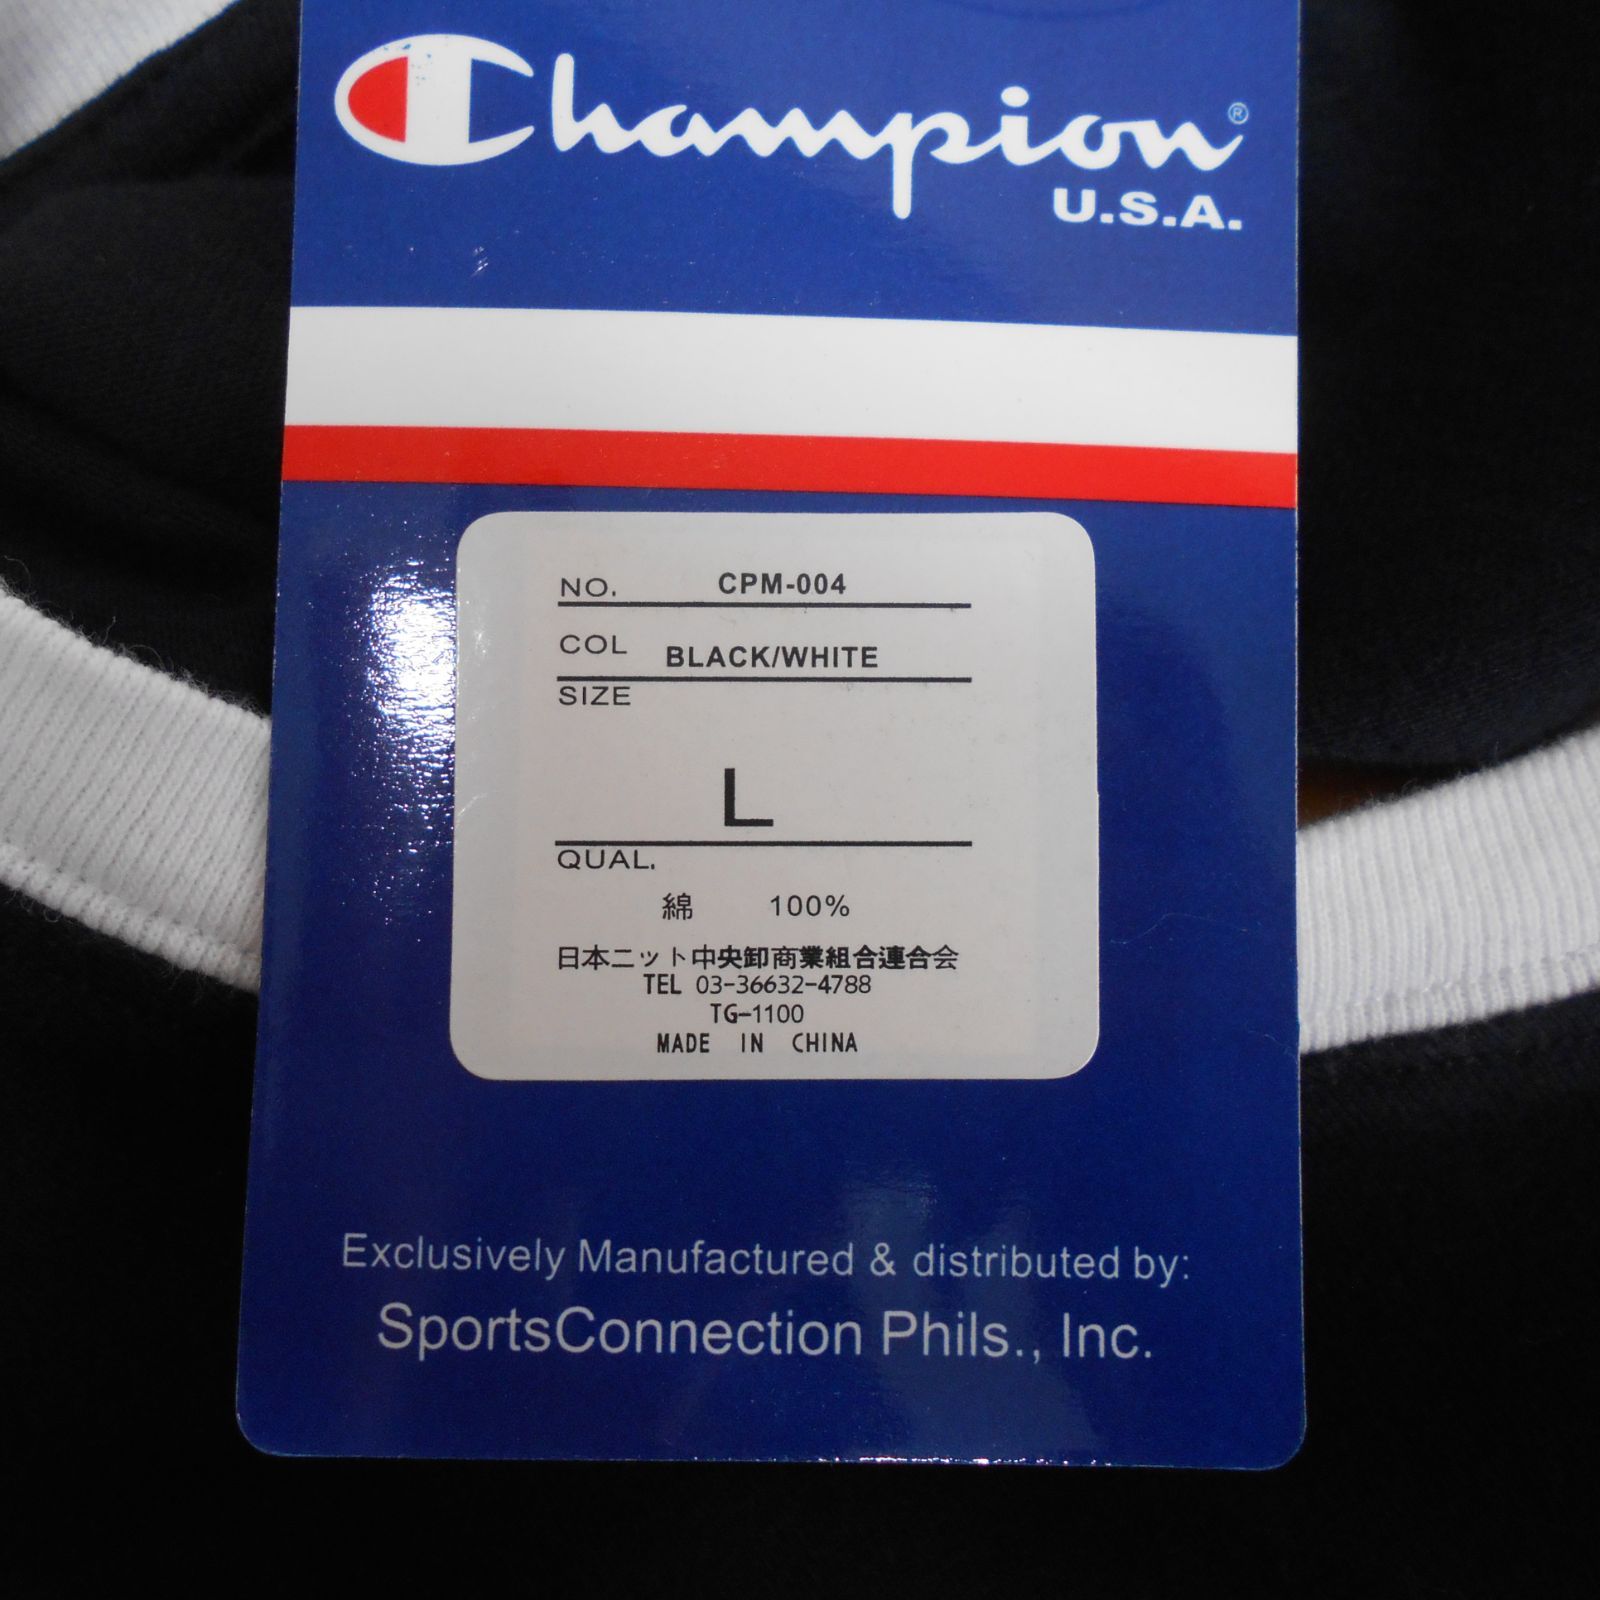 Champion®
U.S.A.
NO. CPM-004
COL BLACK/WHITE
SIZE
L
QUAL.
綿 100%
日本ニット中央卸商業組合連合会
TEL 03-36632-4788
TG-1100
MADE IN CHINA
Exclusively Manufactured & distributed by:
SportsConnection Phils., Inc.